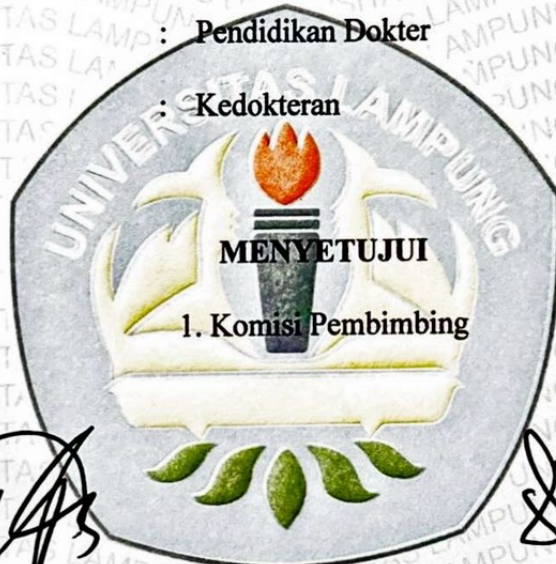 : Pendidikan Dokter
: Kedokteran
UNIVERSITAS LAMPUNG
MENYETUJUI
1. Komisi Pembimbing